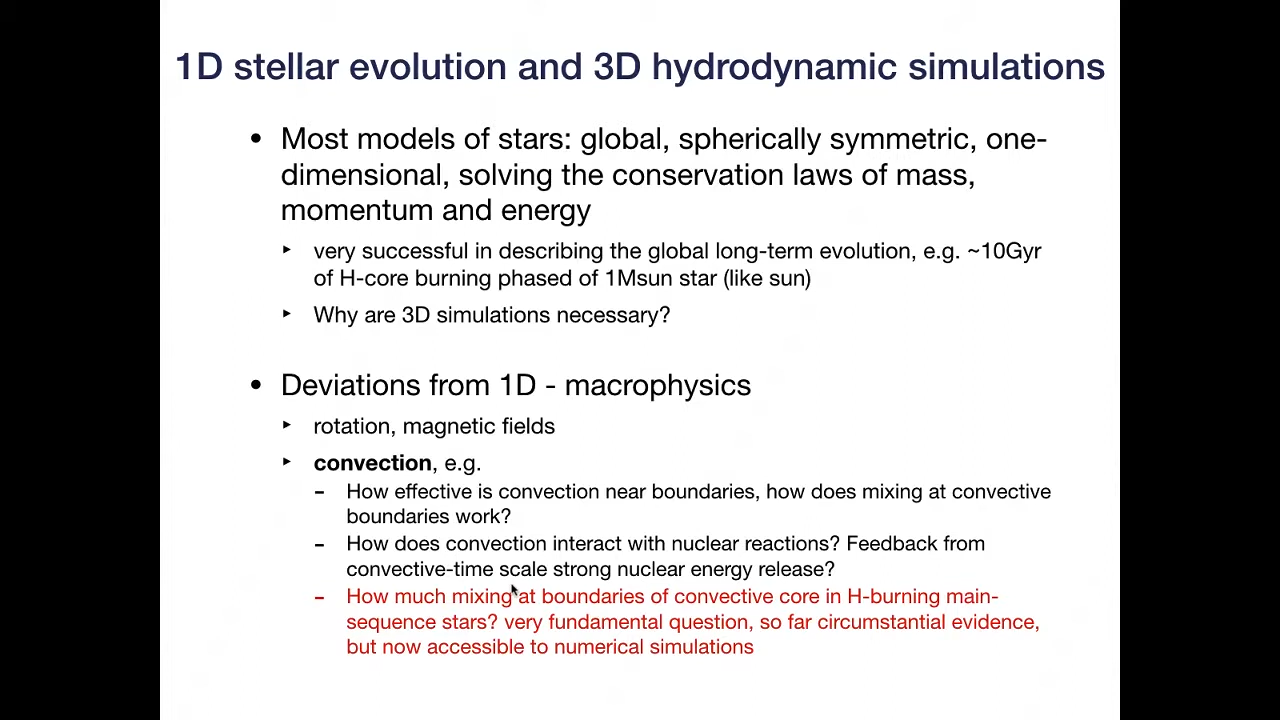 1D stellar evolution and 3D hydrodynamic simulations
• Most models of stars: global, spherically symmetric, one-
dimensional, solving the conservation laws of mass,
momentum and energy
‣ very successful in describing the global long-term evolution, e.g. ~10Gyr
of H-core burning phased of 1Msun star (like sun)
‣ Why are 3D simulations necessary?
• Deviations from 1D - macrophysics
‣ rotation, magnetic fields
‣ convection, e.g.
– How effective is convection near boundaries, how does mixing at convective
boundaries work?
– How does convection interact with nuclear reactions? Feedback from
convective-time scale strong nuclear energy release?
– How much mixing at boundaries of convective core in H-burning main-
sequence stars? very fundamental question, so far circumstantial evidence,
but now accessible to numerical simulations